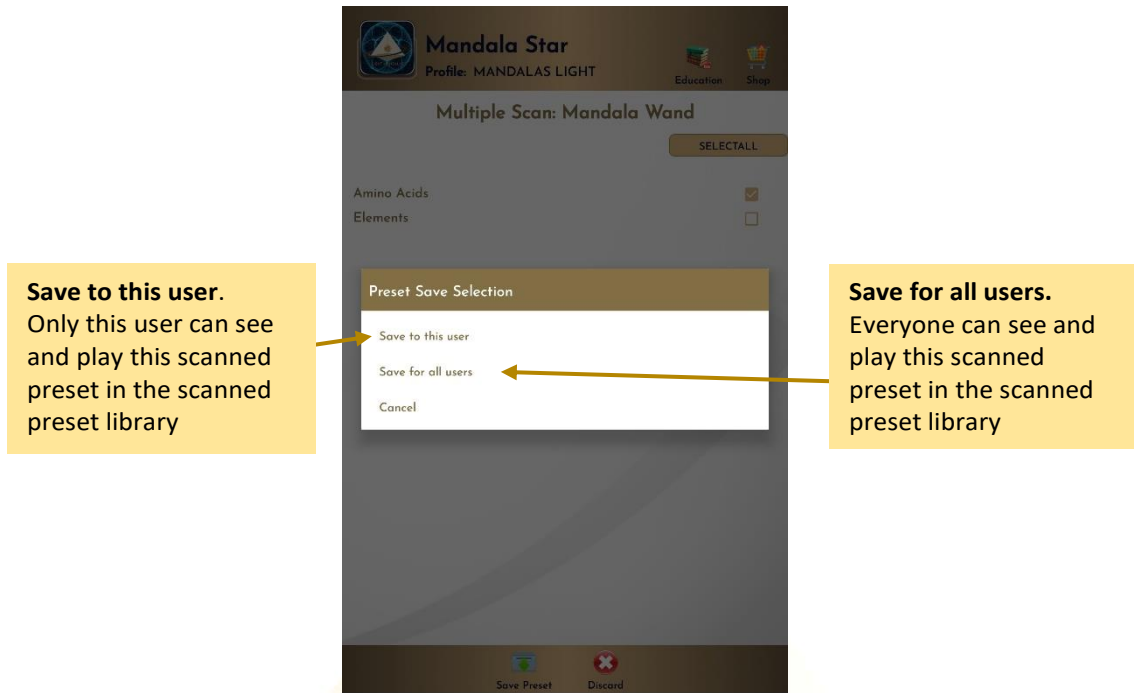 Mandala Star
Profile: MANDALAS LIGHT
Education
Shop
Multiple Scan: Mandala Wand
SELECTALL
Amino Acids
Elements
Save to this user.
Only this user can see
and play this scanned
preset in the scanned
preset library
Preset Save Selection
Save to this user
Save for all users
Cancel
Save for all users.
Everyone can see and
play this scanned
preset in the scanned
preset library
Save Preset
Discard